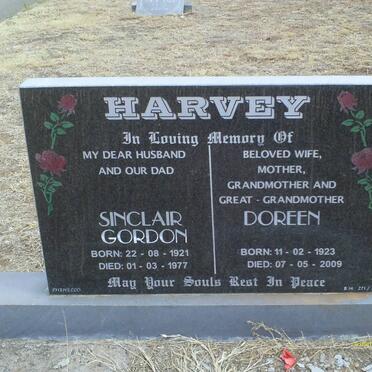 HARVEY
In Loving Memory Of
MY DEAR HUSBAND
AND OUR DAD
SINCLAIR
GORDON
BORN: 22 - 08 - 1921
DIED: 01 - 03 - 1977
BELOVED WIFE,
MOTHER,
GRANDMOTHER AND
GREAT - GRANDMOTHER
DOREEN
BORN: 11 - 02 - 1923
DIED: 07 - 05 - 2009
May Your Souls Rest In Peace